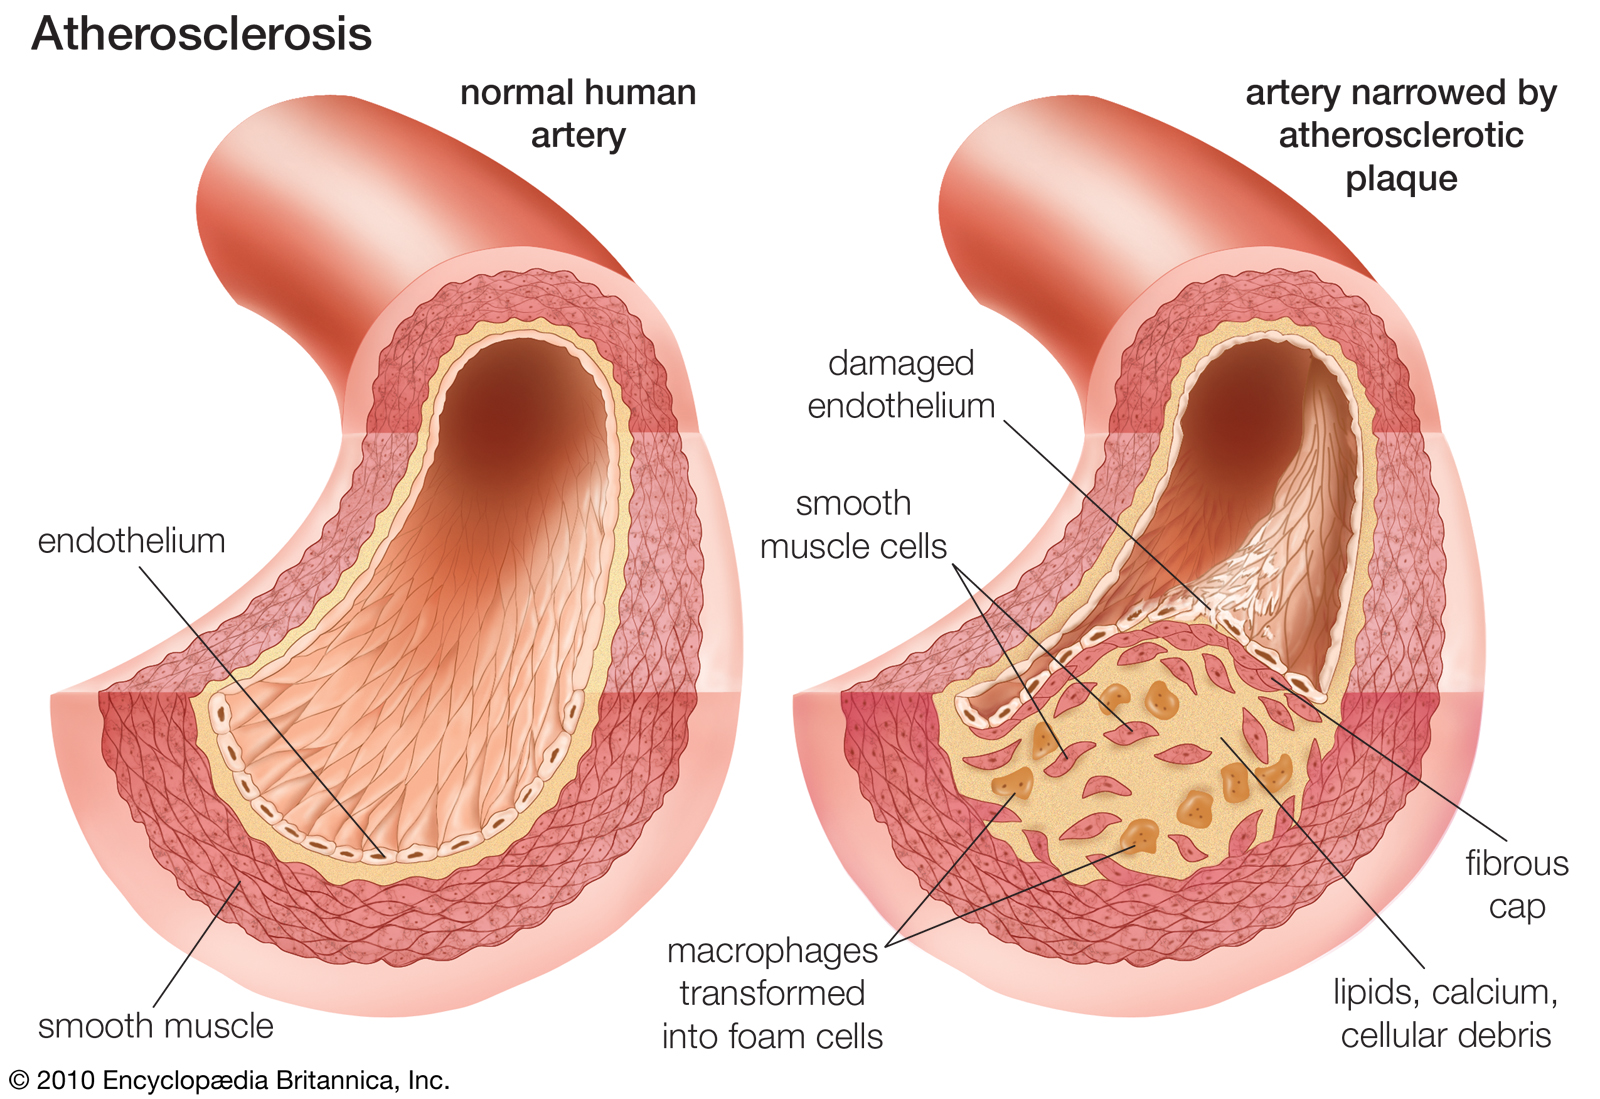 Atherosclerosis
normal human
artery
artery narrowed by
atherosclerotic
plaque
damaged
endothelium
smooth
muscle cells
endothelium
fibrous
cap
macrophages
transformed
into foam cells
lipids, calcium,
cellular debris
smooth muscle
© 2010 Encyclopædia Britannica, Inc.